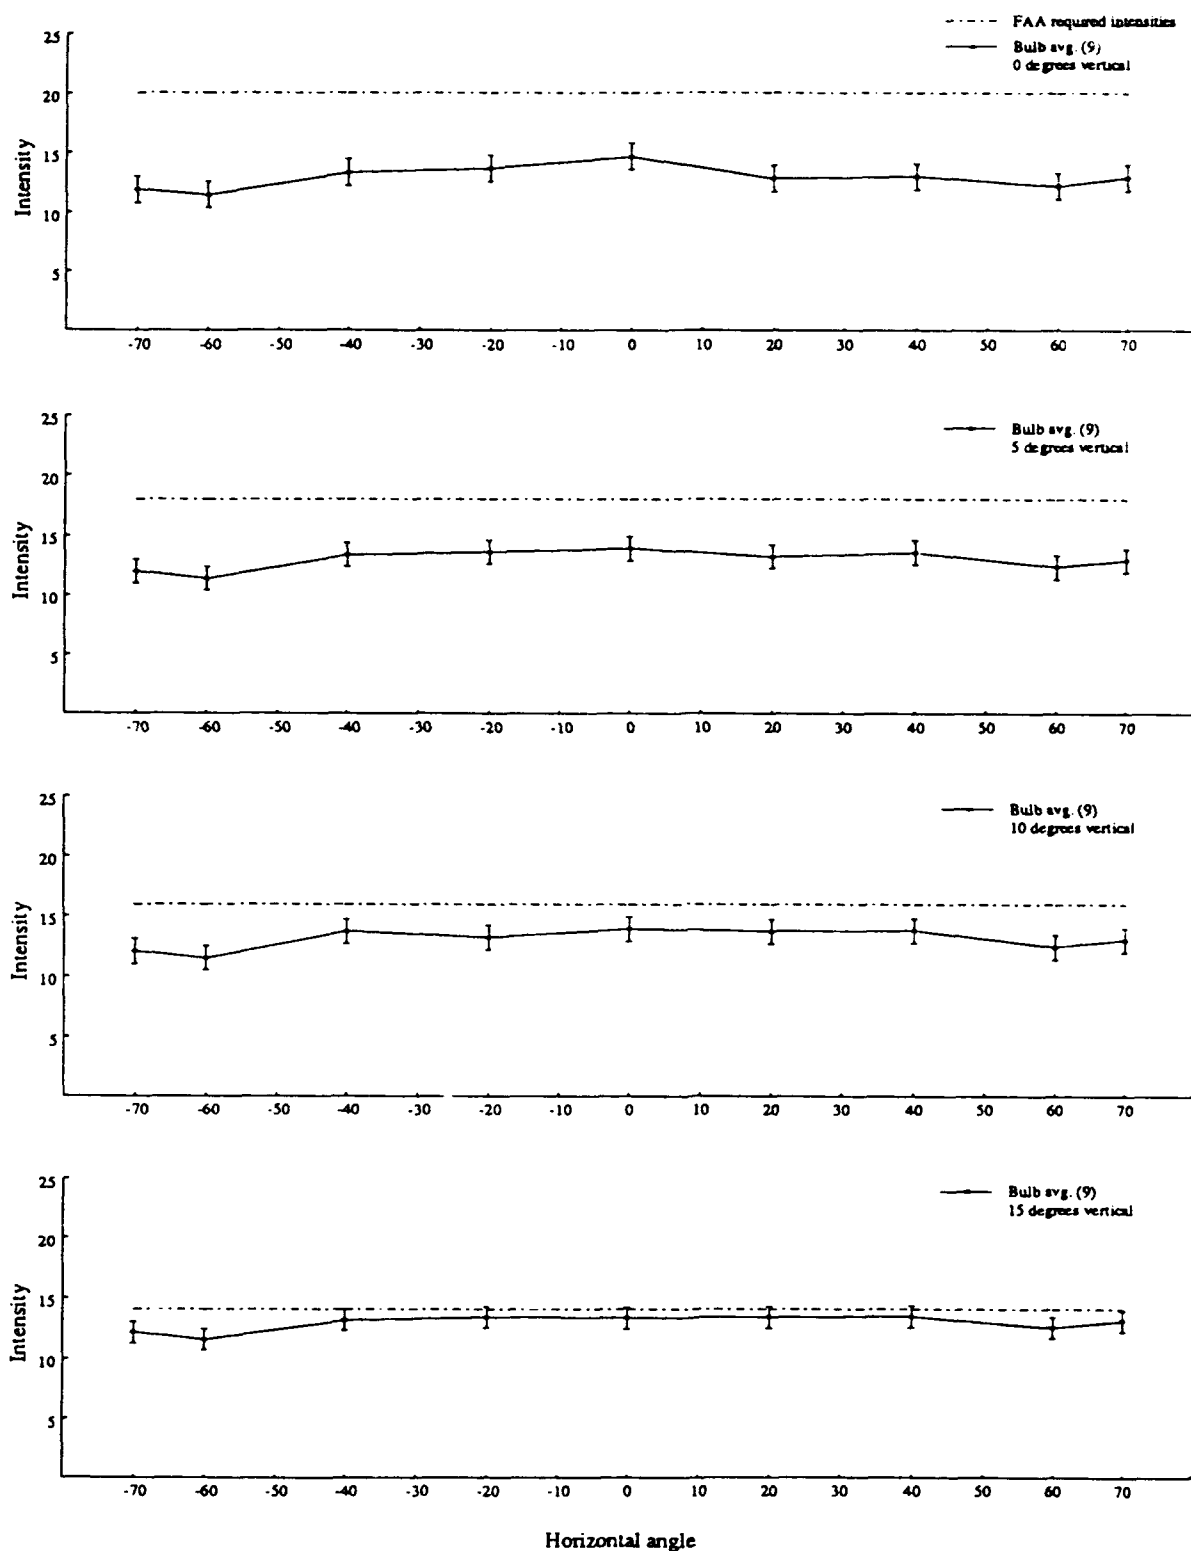 FAA required intensities
Bulb avg. (9)
0 degrees vertical
25
20
15
10
5
Intensity
-70 -60 -50 -40 -30 -20 -10 0 10 20 30 40 50 60 70
Bulb avg. (9)
5 degrees vertical
25
20
15
10
5
Intensity
-70 -60 -50 -40 -30 -20 -10 0 10 20 30 40 50 60 70
Bulb avg. (9)
10 degrees vertical
25
20
15
10
5
Intensity
-70 -60 -50 -40 -30 -20 -10 0 10 20 30 40 50 60 70
Bulb avg. (9)
15 degrees vertical
25
20
15
10
5
Intensity
-70 -60 -50 -40 -30 -20 -10 0 10 20 30 40 50 60 70
Horizontal angle